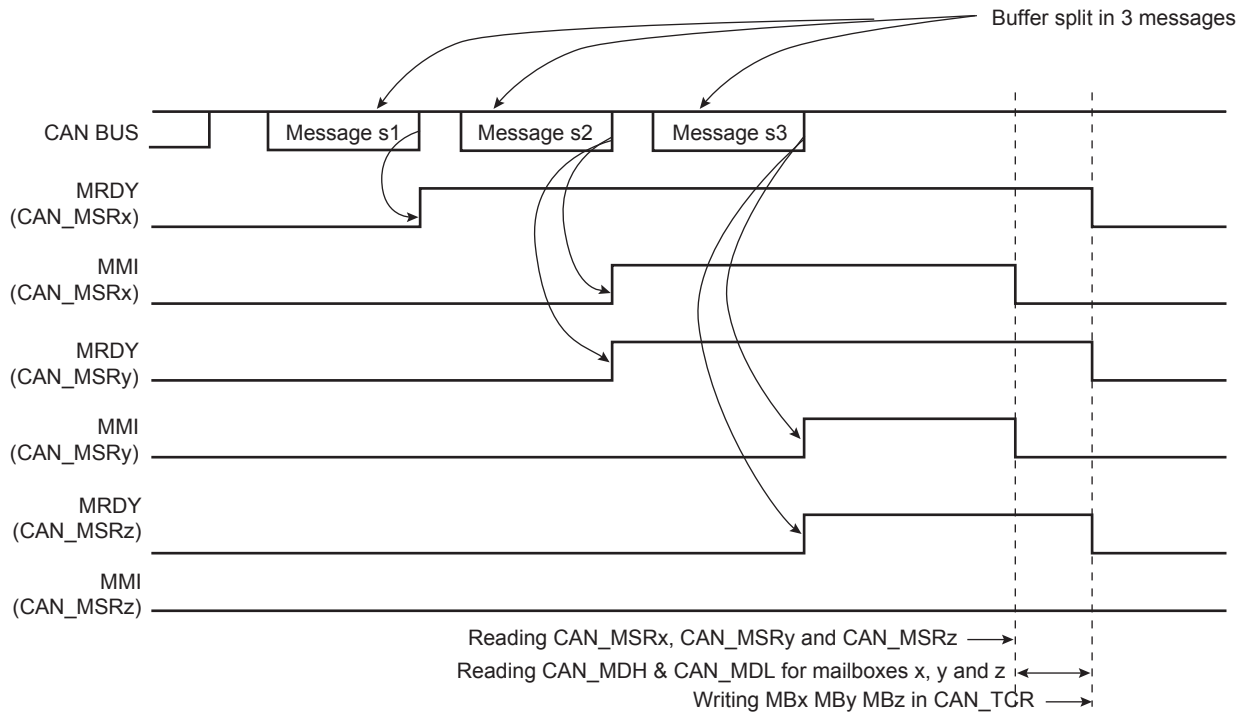 Buffer split in 3 messages
CAN BUS
Message s1
Message s2
Message s3
MRDY
(CAN_MSRx)
MMI
(CAN_MSRx)
MRDY
(CAN_MSRy)
MMI
(CAN_MSRy)
MRDY
(CAN_MSRz)
MMI
(CAN_MSRz)
Reading CAN_MSRx, CAN_MSRy and CAN_MSRz
Reading CAN_MDH & CAN_MDL for mailboxes x, y and z
Writing MBx MBy MBz in CAN_TCR